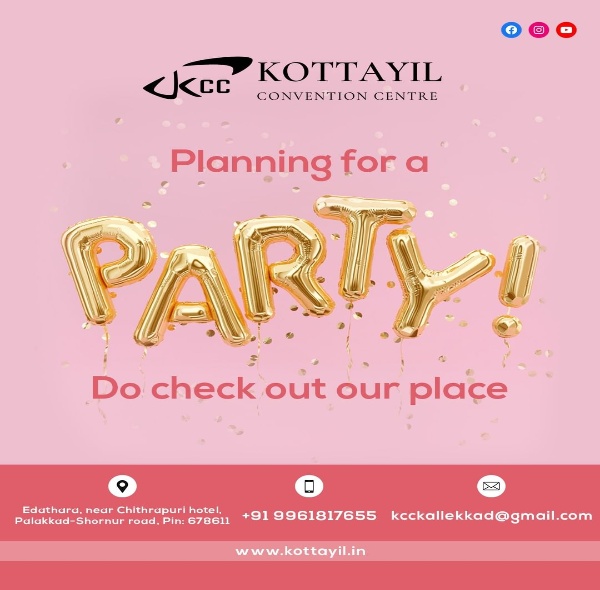 KCC
KOTTAYIL
CONVENTION CENTRE
Planning for a
PARTY!
Do check out our place
Edathara, near Chithrapuri hotel,
Palakkad-Shornur road, Pin: 678611
+91 9961817655
kcckallekkad@gmail.com
www.kottayil.in